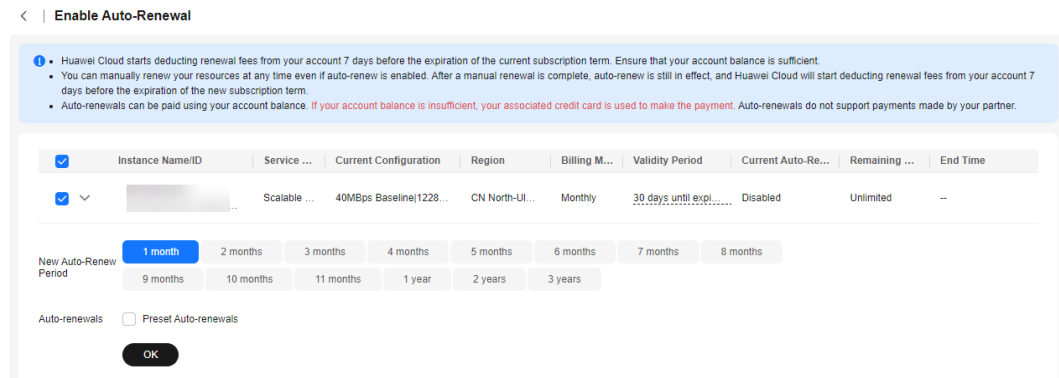 Enable Auto-Renewal
Huawei Cloud starts deducting renewal fees from your account 7 days before the expiration of the current subscription term. Ensure that your account balance is sufficient.
You can manually renew your resources at any time even if auto-renew is enabled. After a manual renewal is complete, auto-renew is still in effect, and Huawei Cloud will start deducting renewal fees from your account 7
days before the expiration of the new subscription term.
Auto-renewals can be paid using your account balance. If your account balance is insufficient, your associated credit card is used to make the payment. Auto-renewals do not support payments made by your partner.
Instance Name/ID Service ... Current Configuration Region Billing M... Validity Period Current Auto-Re... Remaining ... End Time
... Scalable ... 40MBps Baseline|1228... CN North-Ul... Monthly 30 days until expi... Disabled Unlimited --
New Auto-Renew
Period
1 month 2 months 3 months 4 months 5 months 6 months 7 months 8 months
9 months 10 months 11 months 1 year 2 years 3 years
Auto-renewals Preset Auto-renewals
OK